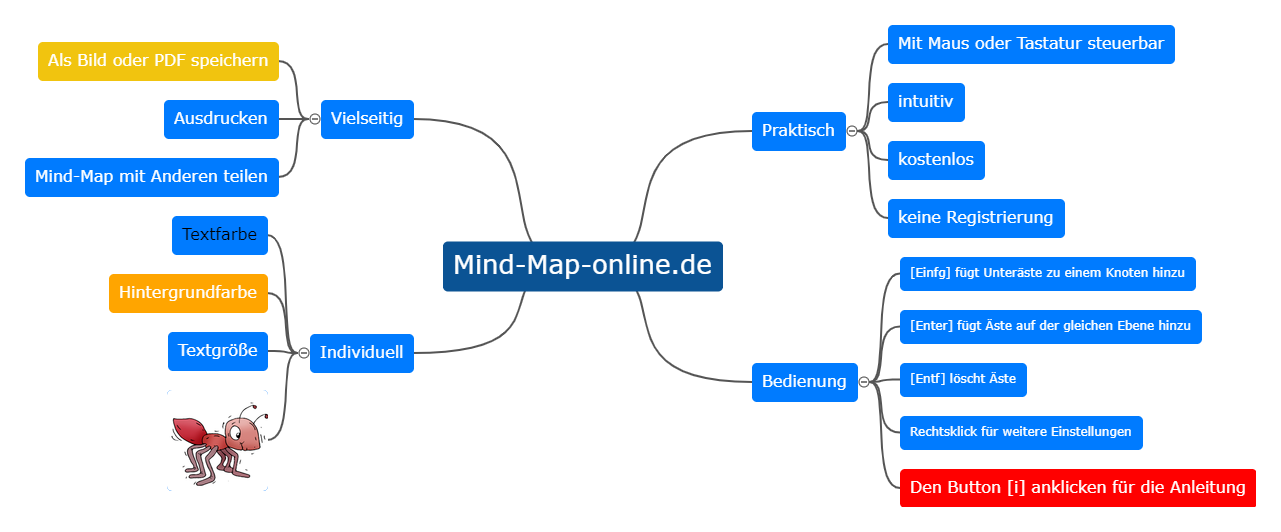 Mind-Map-online.de
Vielseitig
Als Bild oder PDF speichern
Ausdrucken
Mind-Map mit Anderen teilen
Individuell
Textfarbe
Hintergrundfarbe
Textgröße
Praktisch
Mit Maus oder Tastatur steuerbar
intuitiv
kostenlos
keine Registrierung
Bedienung
[Einfg] fügt Unteräste zu einem Knoten hinzu
[Enter] fügt Äste auf der gleichen Ebene hinzu
[Entf] löscht Äste
Rechtsklick für weitere Einstellungen
Den Button [i] anklicken für die Anleitung